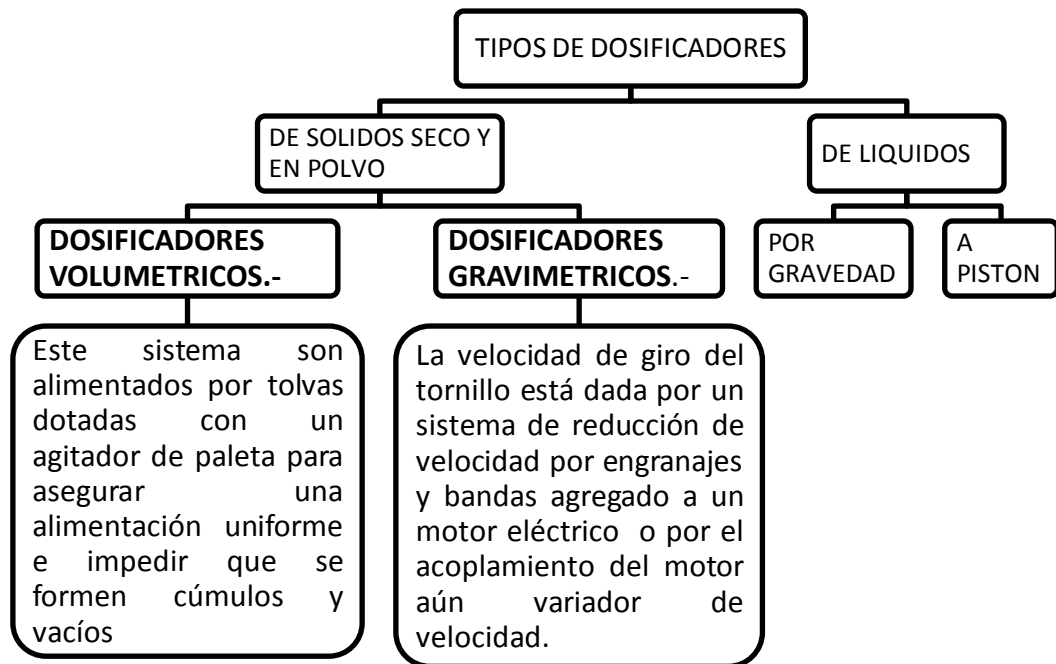 TIPOS DE DOSIFICADORES
DE SOLIDOS SECO Y
EN POLVO
DE LIQUIDOS
DOSIFICADORES
VOLUMETRICOS.-
DOSIFICADORES
GRAVIMETRICOS.-
POR
GRAVEDAD
A
PISTON
Este sistema son
alimentados por tolvas
dotadas con un
agitador de paleta para
asegurar una
alimentación uniforme
e impedir que se
formen cúmulos y
vacíos
La velocidad de giro del
tornillo está dada por un
sistema de reducción de
velocidad por engranajes
y bandas agregado a un
motor eléctrico o por el
acoplamiento del motor
aún variador de
velocidad.